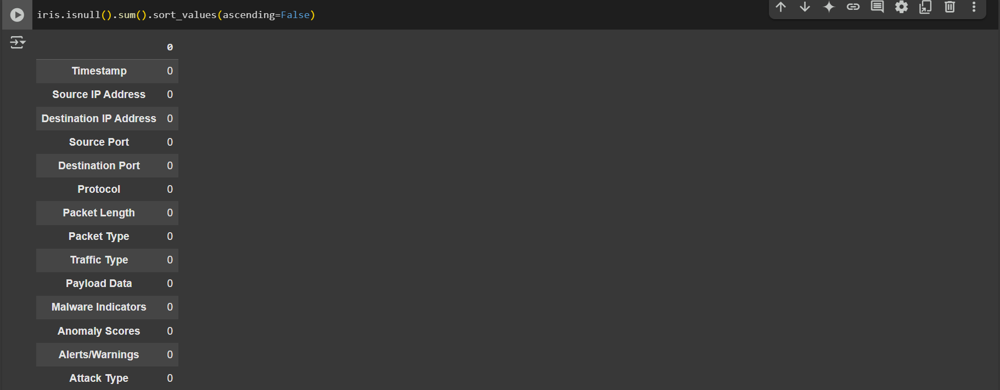 iris.isnull().sum().sort_values(ascending=False)
0
Timestamp 0
Source IP Address 0
Destination IP Address 0
Source Port 0
Destination Port 0
Protocol 0
Packet Length 0
Packet Type 0
Traffic Type 0
Payload Data 0
Malware Indicators 0
Anomaly Scores 0
Alerts/Warnings 0
Attack Type 0